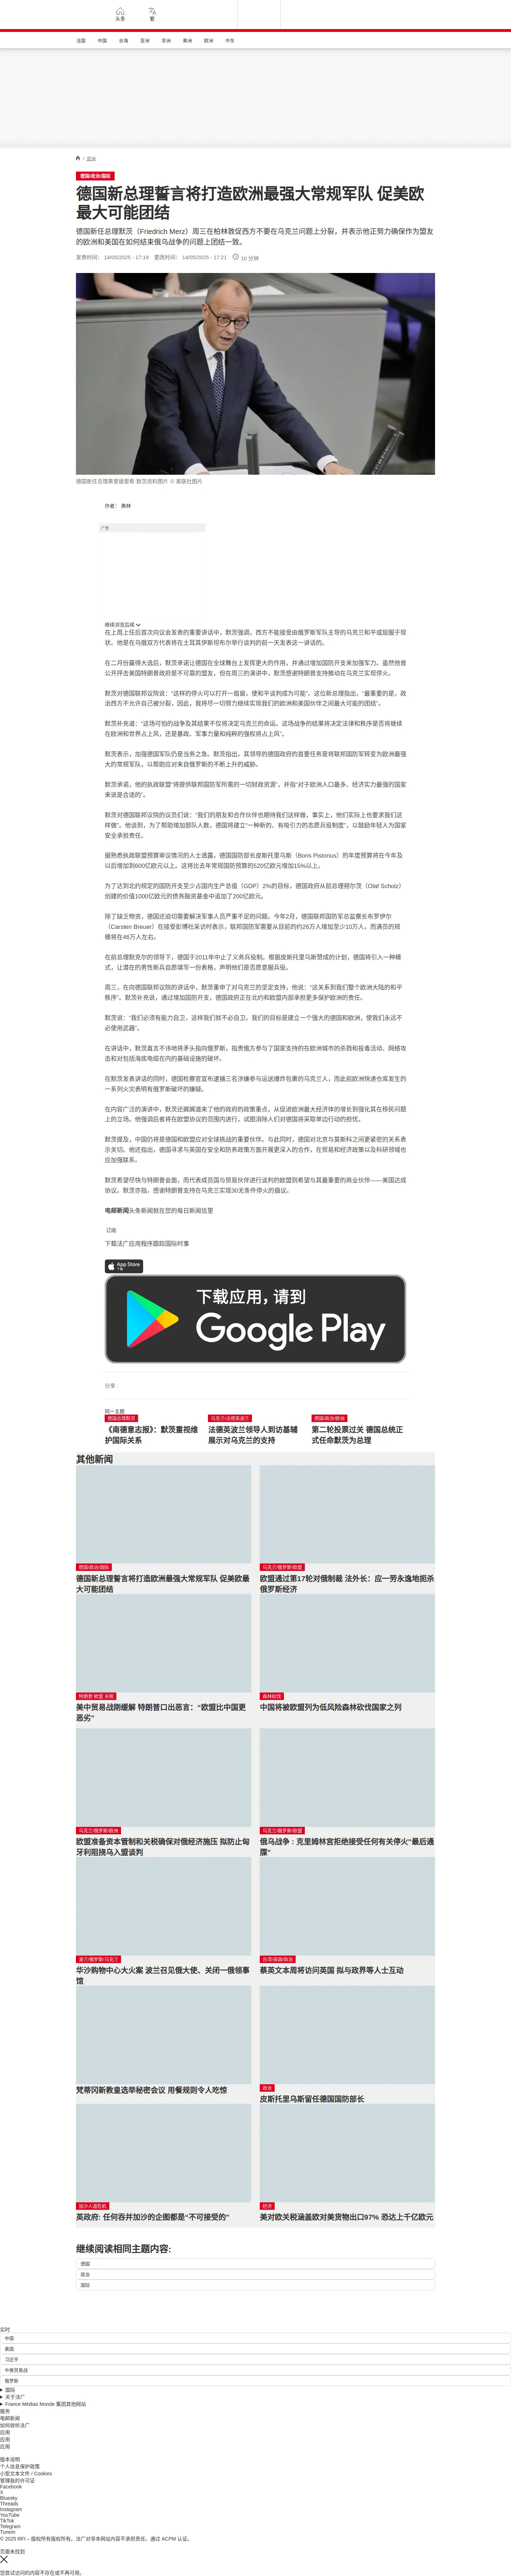 头条
繁
法国
中国
台海
亚洲
非洲
美洲
欧洲
中东
/ 欧洲
德国/政治/国际
德国新总理誓言将打造欧洲最强大常规军队 促美欧
最大可能团结
德国新任总理默茨（Friedrich Merz）周三在柏林敦促西方不要在乌克兰问题上分裂，并表示他正努力确保作为盟友
的欧洲和美国在如何结束俄乌战争的问题上团结一致。
发表时间： 14/05/2025 - 17:18 更改时间： 14/05/2025 - 17:21 10 分钟
德国新任总理弗里德里希·默茨资料图片 © 美联社图片
作者： 弗林
广告
继续浏览后续
在上周上任后首次向议会发表的重要讲话中，默茨强调，西方不能接受由俄罗斯军队主导的乌克兰和平或屈服于现
状。他是在乌俄双方代表将在土耳其伊斯坦布尔举行谈判的前一天发表这一讲话的。
在二月份赢得大选后，默茨承诺让德国在全球舞台上发挥更大的作用，并通过增加国防开支来加强军力。虽然他曾
公开抨击美国特朗普政府是不可靠的盟友，但在周三的演讲中，默茨感谢特朗普支持推动在乌克兰实现停火。
默茨对德国联邦议院说：“这样的停火可以打开一扇窗，使和平谈判成为可能”。这位新总理指出，“最重要的是，政
治西方不允许自己被分裂，因此，我将尽一切努力继续实现我们的欧洲和美国伙伴之间最大可能的团结”。
默茨补充道：“这场可怕的战争及其结果不仅将决定乌克兰的命运。这场战争的结果将决定法律和秩序是否将继续
在欧洲和世界占上风，还是暴政、军事力量和纯粹的强权将占上风”。
默茨表示，加强德国军队仍是当务之急。默茨指出，其领导的德国政府的首要任务是将联邦国防军转变为欧洲最强
大的常规军队，以帮助应对来自俄罗斯的不断上升的威胁。
默茨承诺，他的执政联盟“将提供联邦国防军所需的一切财政资源”，并指“对于欧洲人口最多、经济实力最强的国家
来说是合适的”。
默茨对德国联邦议院的议员们说：“我们的朋友和合作伙伴也期待我们这样做，事实上，他们实际上也要求我们这
样做”。他谈到，为了帮助增加部队人数，德国将建立“一种新的、有吸引力的志愿兵役制度”，以鼓励年轻人为国家
安全承担责任。
据熟悉执政联盟预算审议情况的人士透露，德国国防部长皮斯托里乌斯（Boris Pistorius）的年度预算将在今年及
以后增加到600亿欧元以上。这将比去年常规国防预算的520亿欧元增加15%以上。
为了达到北约规定的国防开支至少占国内生产总值（GDP）2%的目标，德国政府从前总理朔尔茨（Olaf Scholz）
创建的价值1000亿欧元的债务融资基金中追加了200亿欧元。
除了缺乏物资，德国还迫切需要解决军事人员严重不足的问题。今年2月，德国联邦国防军总监察长布罗伊尔
（Carsten Breuer）在接受彭博社采访时表示，联邦国防军需要从目前的约26万人增加至少10万人，而满员的规
模将在46万人左右。
在前总理默克尔的领导下，德国于2011年中止了义务兵役制。根据皮斯托里乌斯赞成的计划，德国将引入一种模
式，让潜在的男性新兵自愿填写一份表格，声明他们是否愿意服兵役。
周三，在向德国联邦议院的讲话中，默茨重申了对乌克兰的坚定支持，他说：“这关系到我们整个欧洲大陆的和平
秩序”。默茨补充说，通过增加国防开支，德国政府正在北约和欧盟内部承担更多保护欧洲的责任。
默茨说：“我们必须有能力自卫，这样我们就不必自卫。我们的目标是建立一个强大的德国和欧洲，使我们永远不
必使用武器”。
在讲话中，默茨直言不讳地将矛头指向俄罗斯，指责俄方参与了国家支持的在欧洲城市的杀戮和投毒活动、网络攻
击和对包括海底电缆在内的基础设施的破坏。
在默茨发表讲话的同时，德国检察官宣布逮捕三名涉嫌参与运送爆炸包裹的乌克兰人，而此前欧洲快递仓库发生的
一系列火灾表明有俄罗斯破坏的嫌疑。
在内容广泛的演讲中，默茨还娓娓道来了他的政府的政策重点，从促进欧洲最大经济体的增长到强化其在移民问题
上的立场。他强调后者将在欧盟协议的范围内进行，试图消除人们对德国将采取单边行动的担忧。
默茨提及，中国仍将是德国和欧盟应对全球挑战的重要伙伴。与此同时，德国对北京与莫斯科之间更紧密的关系表
示关切。他还指出，德国寻求与英国在安全和防务政策方面开展更深入的合作，在贸易和经济政策以及科研领域也
应加强联系。
默茨希望尽快与特朗普会面，而代表成员国与贸易伙伴进行谈判的欧盟则希望与其最重要的商业伙伴——美国达成
协议。默茨亦指，感谢特朗普支持在乌克兰实现30无条件停火的倡议。
电邮新闻头条新闻就在您的每日新闻信里
订阅
下载法广应用程序跟踪国际时事
App Store
下载应用，请到
Google Play
分享 :
同一主题
德国总理默茨
《南德意志报》：默茨重视维
护国际关系
乌克兰/法德英波兰
法德英波兰领导人到访基辅
展示对乌克兰的支持
德国/政治/欧洲
第二轮投票过关 德国总统正
式任命默茨为总理
其他新闻
德国/政治/国际
德国新总理誓言将打造欧洲最强大常规军队 促美欧最
大可能团结
乌克兰/俄罗斯/欧盟
欧盟通过第17轮对俄制裁 法外长：应一劳永逸地扼杀
俄罗斯经济
特朗普 欧盟 关税
美中贸易战刚缓解 特朗普口出恶言：“欧盟比中国更
恶劣”
森林砍伐
中国将被欧盟列为低风险森林砍伐国家之列
乌克兰/俄罗斯/欧洲
欧盟准备资本管制和关税确保对俄经济施压 拟防止匈
牙利阻挠乌入盟谈判
乌克兰/俄罗斯/欧盟
俄乌战争：克里姆林宫拒绝接受任何有关停火"最后通
牒"
波兰/俄罗斯/乌克兰
华沙购物中心大火案 波兰召见俄大使、关闭一俄领事
馆
台湾/英国/政治
蔡英文本周将访问英国 拟与政界等人士互动
梵蒂冈新教皇选举秘密会议 用餐规则令人吃惊
政治
皮斯托里乌斯留任德国国防部长
加沙人道危机
英政府: 任何吞并加沙的企图都是"不可接受的"
经济
美对欧关税涵盖欧对美货物出口97% 恐达上千亿欧元
继续阅读相同主题内容:
德国
政治
国际
实时
中国
美国
习近平
中美贸易战
俄罗斯
国际
关于法广
France Médias Monde 集团其他网站
服务
电邮新闻
如何收听法广
应用
应用
应用
版本说明
个人信息保护政策
小型文本文件 / Cookies
管理我的许可证
Facebook
X
Bluesky
Threads
Instagram
YouTube
TikTok
Telegram
TuneIn
© 2025 RFI – 版权所有版权所有。法广对非本网站内容不承担责任。通过 ACPM 认证。
页面未找到
您尝试访问的内容不存在或不再可用。